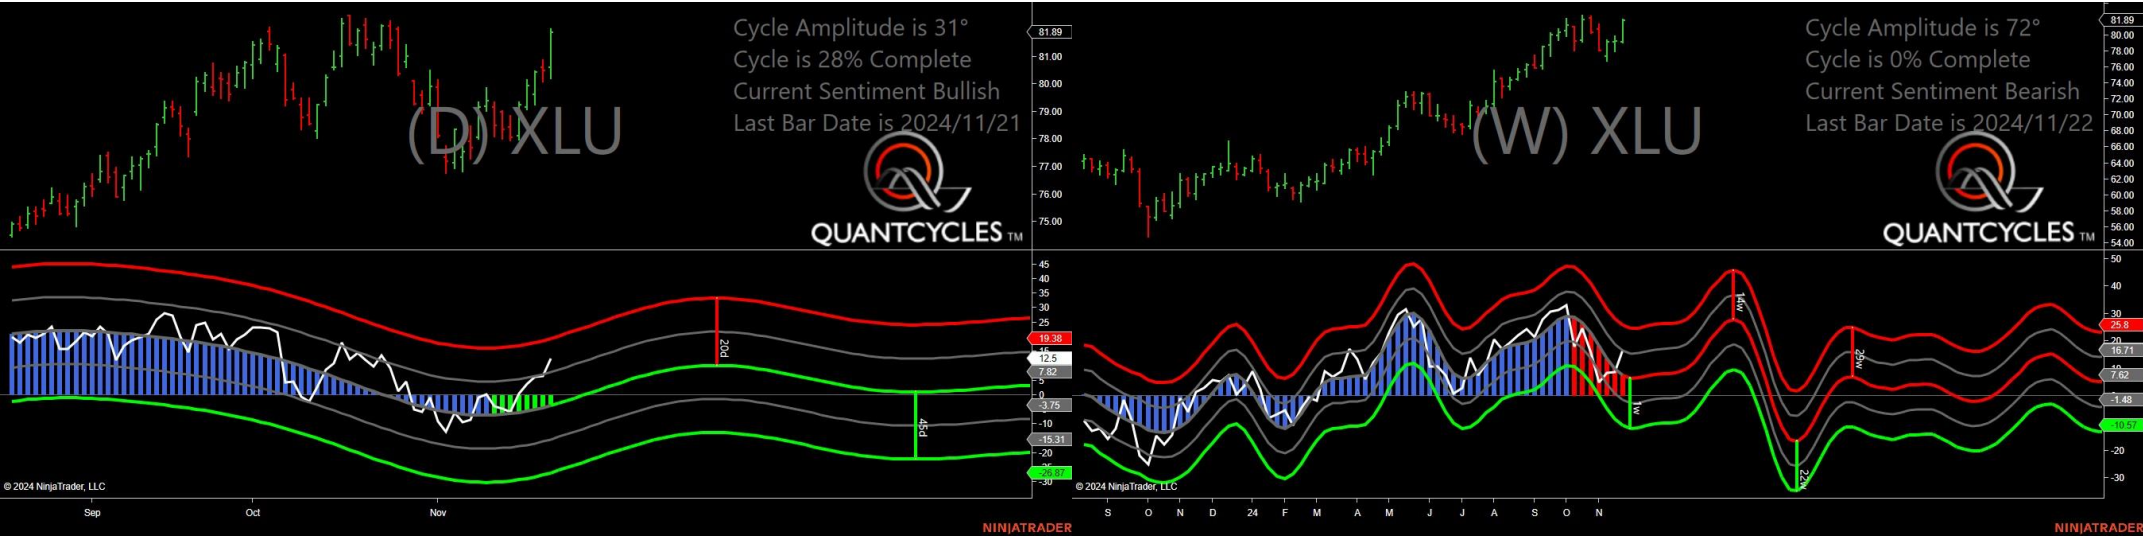 Cycle Amplitude is 31°
Cycle is 28% Complete
Current Sentiment Bullish
Last Bar Date is 2024/11/21
(D) XLU
QUANTCYCLES TM
81.89
81.00
80.00
79.00
78.00
77.00
76.00
75.00
45
40
35
30
25
19.38
15
12.5
7.82
5
0
-3.75
-10
-15.31
-20
-26.87
-30
20d
45d
© 2024 NinjaTrader, LLC
Sep Oct Nov
NINJATRADER
Cycle Amplitude is 72°
Cycle is 0% Complete
Current Sentiment Bearish
Last Bar Date is 2024/11/22
(W) XLU
QUANTCYCLES TM
81.89
80.00
78.00
76.00
74.00
72.00
70.00
68.00
66.00
64.00
62.00
60.00
58.00
56.00
54.00
50
40
30
25.8
20
16.71
7.62
-1.48
-10.57
-20
-30
1w
14w
22w
29w
© 2024 NinjaTrader, LLC
S O N D 24 F M A M J J A S O N
NINJATRADER